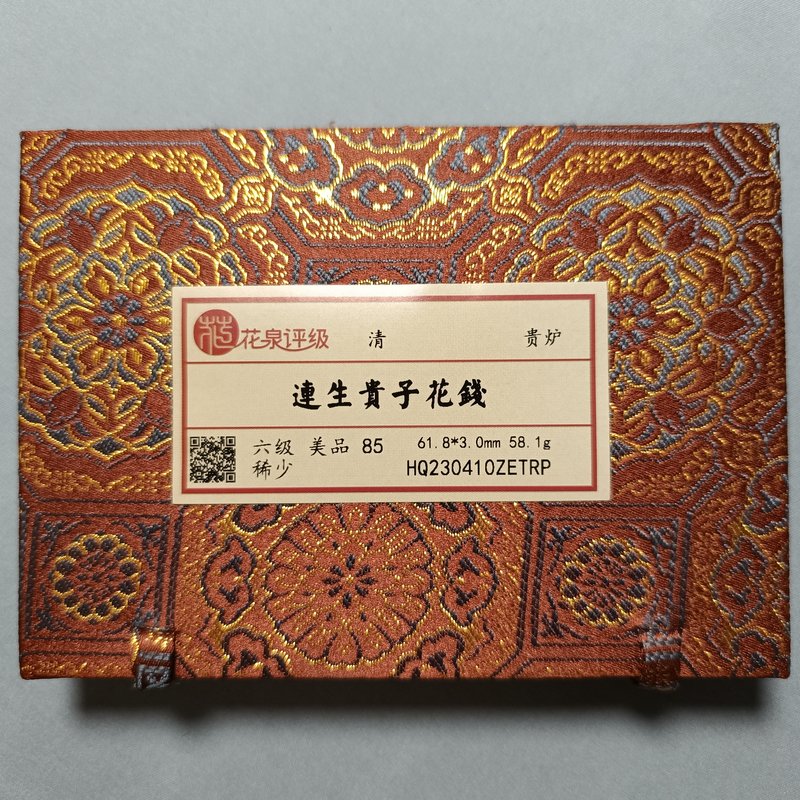 花泉评级 清 贵炉
連生貴子花錢
六级 美品 85 61.8*3.0mm 58.1g
稀少 HQ230410ZETRP